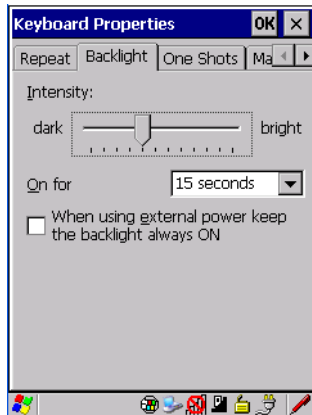 Keyboard Properties OK ×
Repeat Backlight One Shots Ma
Intensity:
dark bright
On for 15 seconds
When using external power keep
the backlight always ON